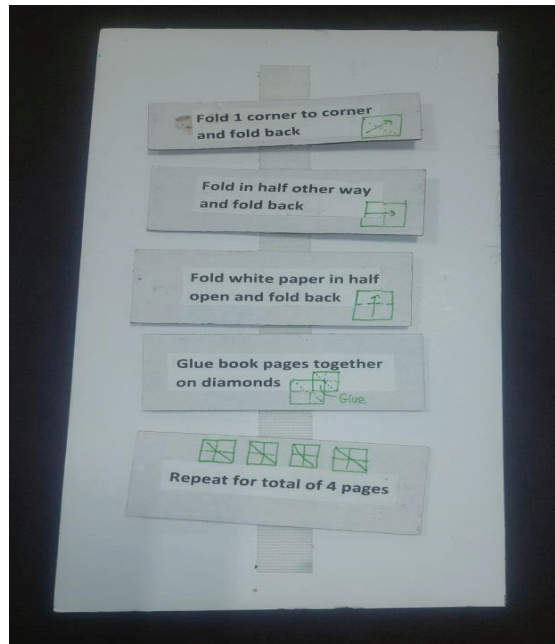 Fold 1 corner to corner
and fold back
Fold in half other way
and fold back
Fold white paper in half
open and fold back
Glue book pages together
on diamonds
Glue
Repeat for total of 4 pages